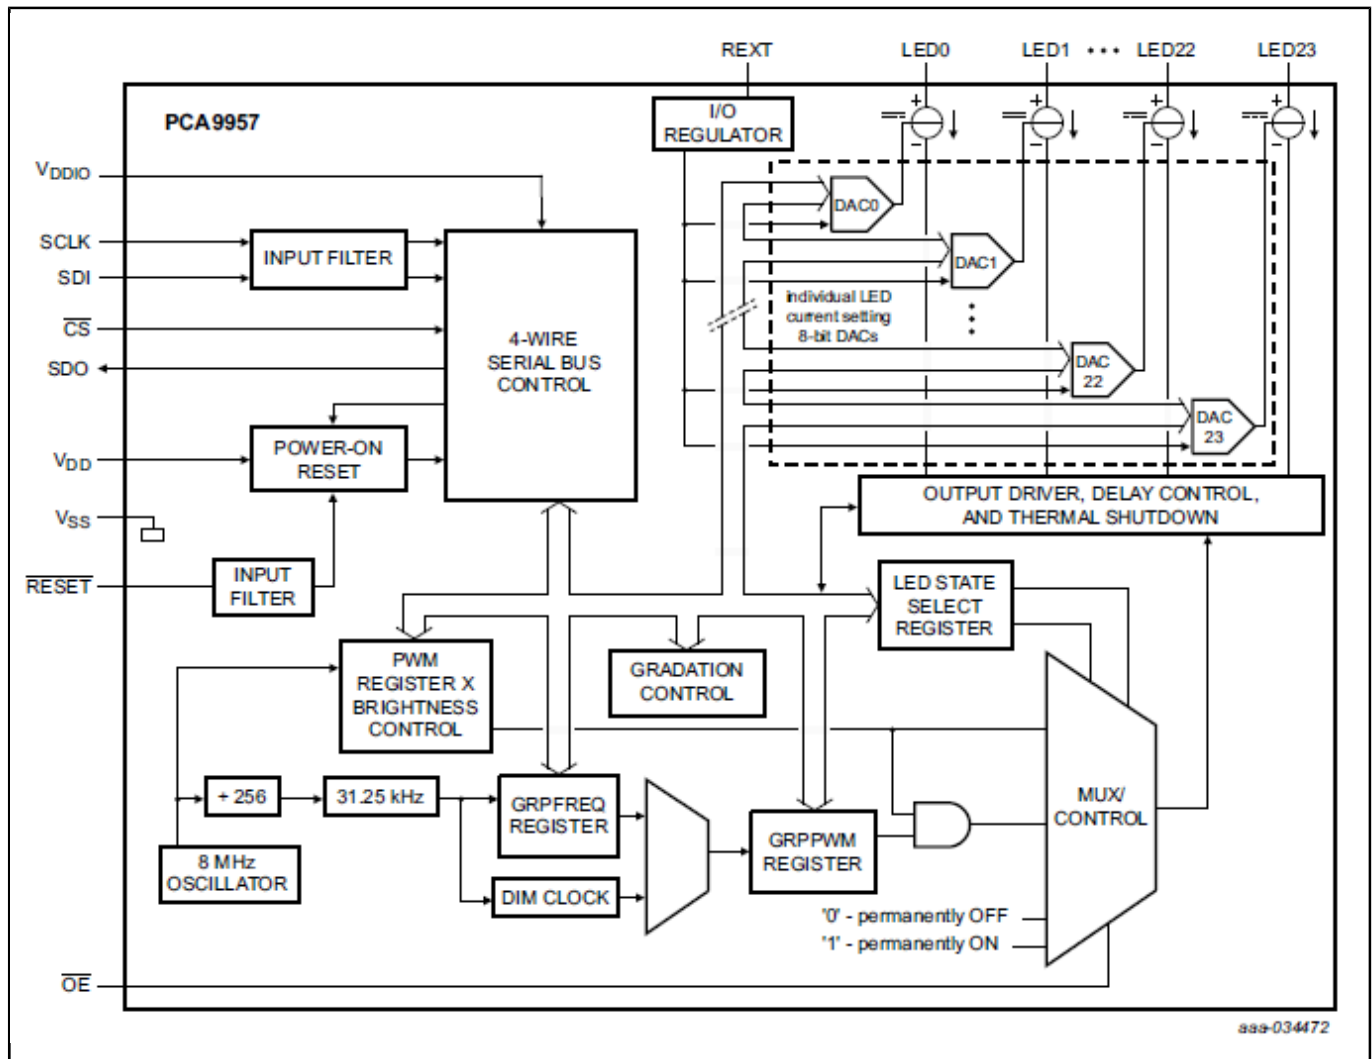 REXT LED0 LED1 ••• LED22 LED23
PCA9957
I/O
REGULATOR
+ + + +
- - - -
VDDIO
SCLK
SDI
CS
SDO
VDD
VSS
RESET
OE
INPUT FILTER
4-WIRE
SERIAL BUS
CONTROL
POWER-ON
RESET
INPUT
FILTER
DAC0
DAC1
individual LED
current setting
8-bit DACs
DAC
22
DAC
23
OUTPUT DRIVER, DELAY CONTROL,
AND THERMAL SHUTDOWN
LED STATE
SELECT
REGISTER
PWM
REGISTER X
BRIGHTNESS
CONTROL
GRADATION
CONTROL
÷ 256
31.25 kHz
GRPFREQ
REGISTER
8 MHz
OSCILLATOR
DIM CLOCK
GRPPWM
REGISTER
MUX/
CONTROL
'0' - permanently OFF
'1' - permanently ON
aaa-034472